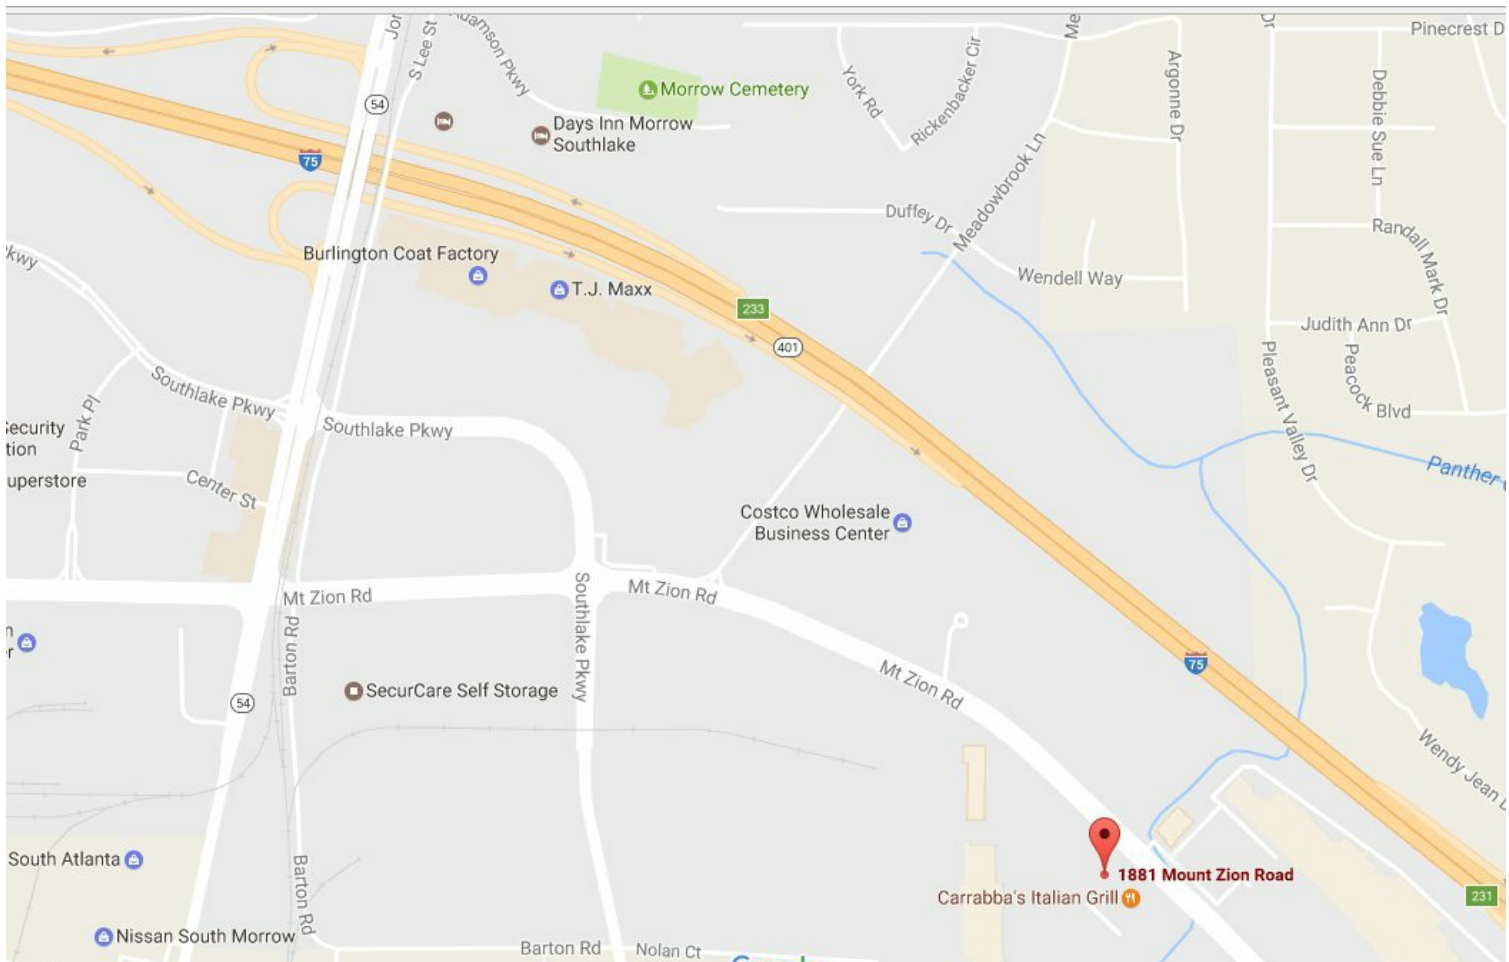 Jor
S Lee St
Adamson Pkwy
Morrow Cemetery
York Rd
Rickenbacker Cir
Me
Argonne Dr
Dr
Pinecrest D
Debbie Sue Ln
54
75
Days Inn Morrow
Southlake
Meadowbrook Ln
Duffey Dr
Wendell Way
Randall Mark Dr
kwy
Burlington Coat Factory
T.J. Maxx
233
401
Judith Ann Dr
Peacock Blvd
Pleasant Valley Dr
Southlake Pkwy
Southlake Pkwy
Park Pl
Security
tion
uperstore
Center St
Panther
Costco Wholesale
Business Center
Mt Zion Rd
Southlake Pkwy
Mt Zion Rd
Barton Rd
n
r
75
SecurCare Self Storage
Mt Zion Rd
54
Wendy Jean D
South Atlanta
Barton Rd
1881 Mount Zion Road
Carrabba's Italian Grill
231
Nissan South Morrow
Barton Rd
Nolan Ct